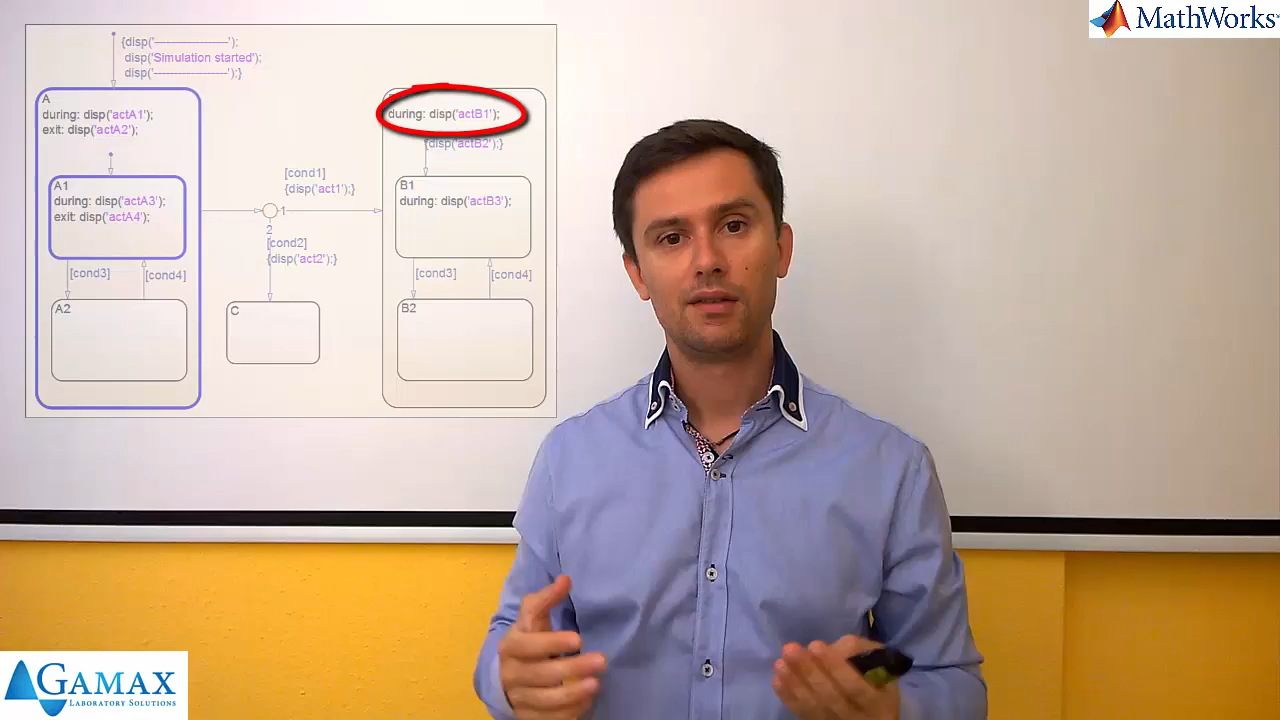 MathWorks
{disp('--------------------');
disp('Simulation started');
disp('--------------------');}
A
during: disp('actA1');
exit: disp('actA2');
A1
during: disp('actA3');
exit: disp('actA4');
[cond3]
[cond4]
A2
[cond1]
{disp('act1');}
1
2
[cond2]
{disp('act2');}
C
during: disp('actB1');
{disp('actB2');}
B1
during: disp('actB3');
[cond3]
[cond4]
B2
GAMAX
LABORATORY SOLUTIONS